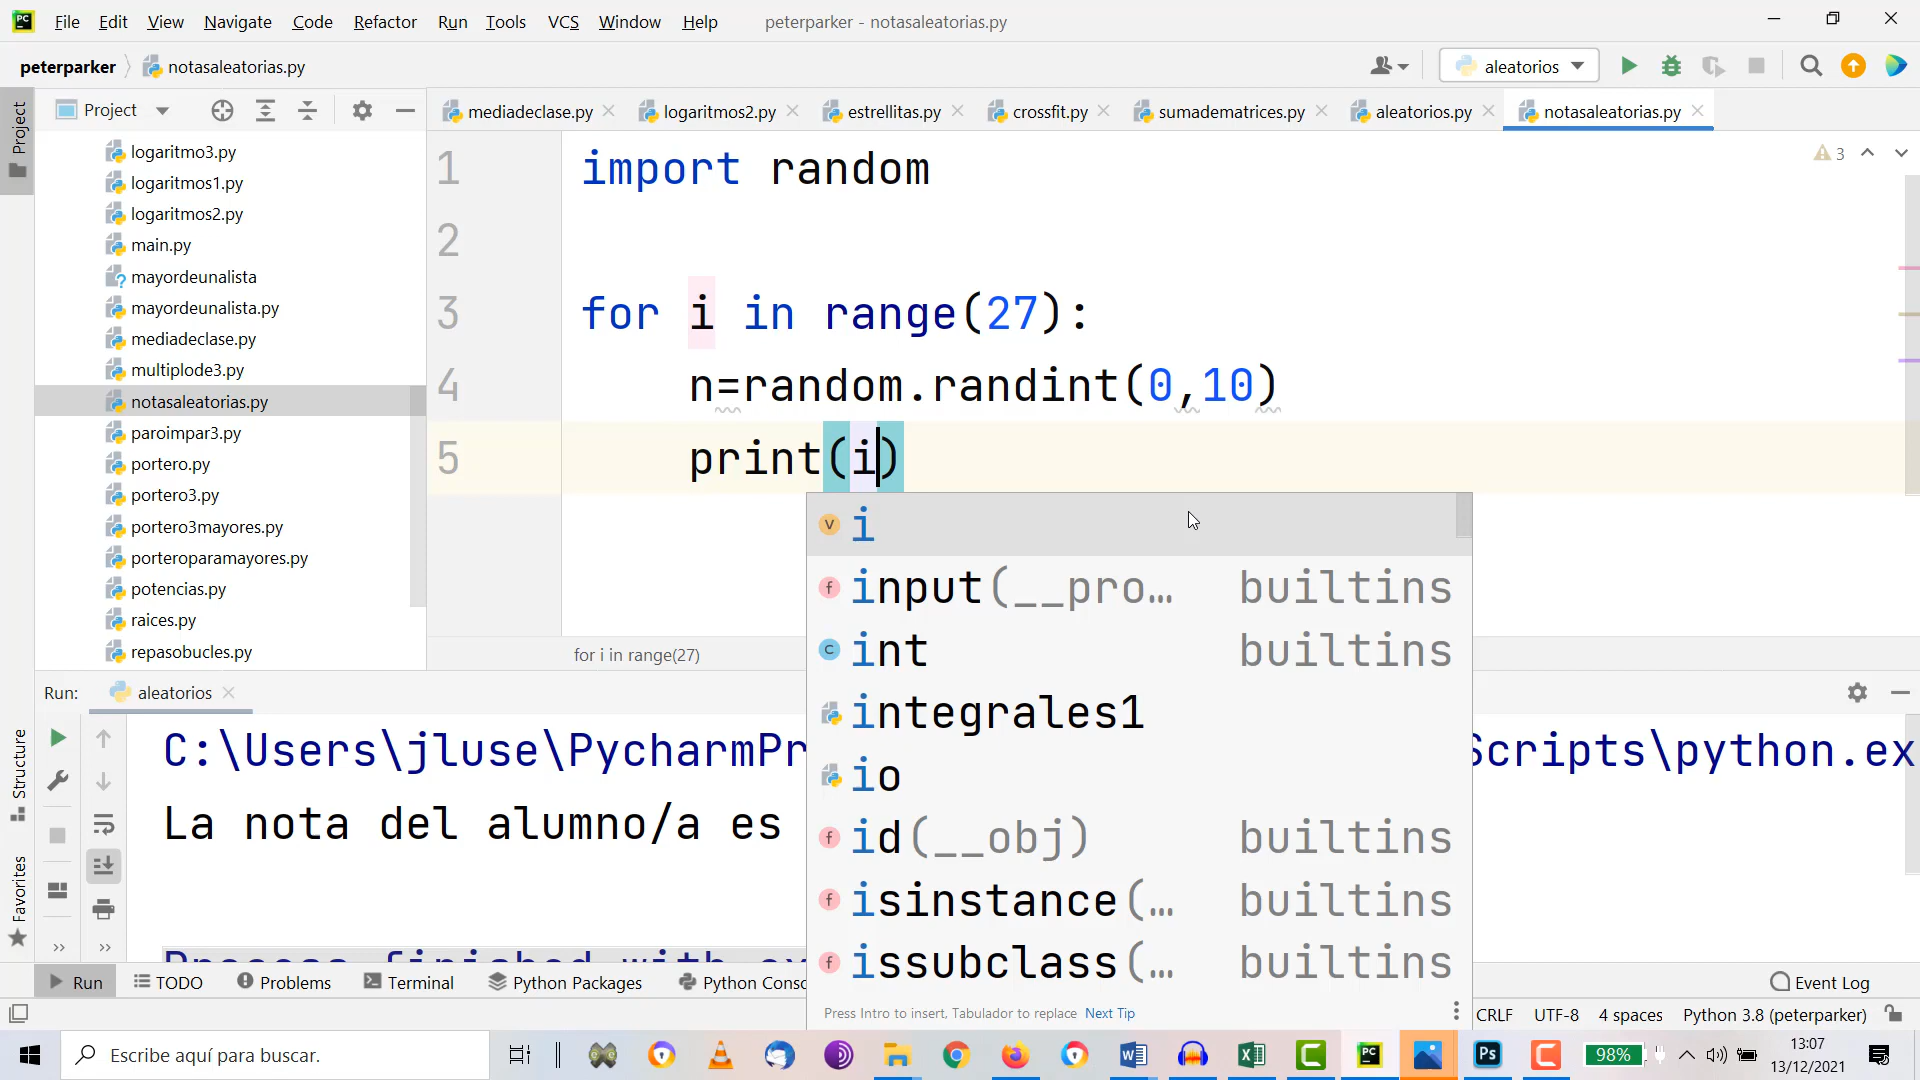 PC File Edit View Navigate Code Refactor Run Tools VCS Window Help peterparker - notasaleatorias.py
peterparker notasaleatorias.py aleatorios
Project
Project
mediadeclase.py logaritmos2.py estrellitas.py crossfit.py sumadematrices.py aleatorios.py notasaleatorias.py
logaritmo3.py
logaritmos1.py
logaritmos2.py
main.py
mayordeunalista
mayordeunalista.py
mediadeclase.py
multiplode3.py
notasaleatorias.py
paroimpar3.py
portero.py
portero3.py
portero3mayores.py
porteroparamayores.py
potencias.py
raices.py
repasobucles.py
3
1 import random
2
3 for i in range(27):
4 n=random.randint(0,10)
5 print(i)
V i
f input(__pro… builtins
C int builtins
integrales1
io
f id(__obj) builtins
f isinstance(… builtins
f issubclass(… builtins
Press Intro to insert, Tabulador to replace Next Tip
for i in range(27)
Run: aleatorios
C:\Users\jluse\PycharmPr
Scripts\python.ex
La nota del alumno/a es
Process finished with ex
Structure
Favorites
Run TODO Problems Terminal Python Packages Python Conso Event Log
CRLF UTF-8 4 spaces Python 3.8 (peterparker)
Escribe aquí para buscar.
W X C PC Ps C
98%
13:07
13/12/2021